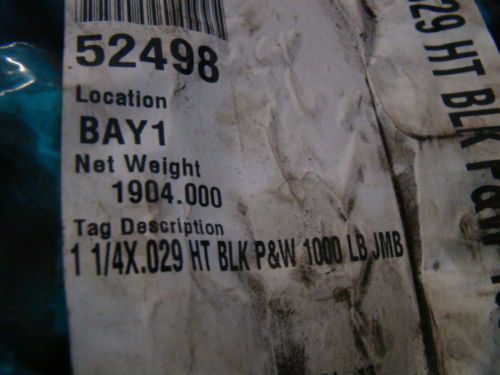 52498
Location
BAY1
Net Weight
1904.000
Tag Description
1 1/4X.029 HT BLK P&W 1000 LB JMB
029 HT BLK P&W